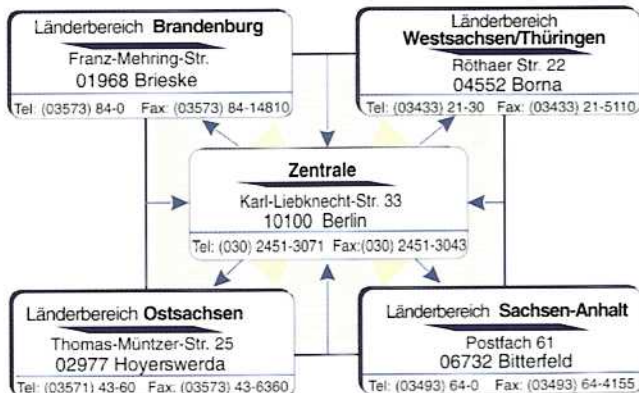 Länderbereich Brandenburg
Franz-Mehring-Str.
01968 Brieske
Tel: (03573) 84-0 Fax: (03573) 84-14810
Länderbereich
Westsachsen/Thüringen
Röthaer Str. 22
04552 Borna
Tel: (03433) 21-30 Fax: (03433) 21-5110
Zentrale
Karl-Liebknecht-Str. 33
10100 Berlin
Tel: (030) 2451-3071 Fax:(030) 2451-3043
Länderbereich Ostsachsen
Thomas-Müntzer-Str. 25
02977 Hoyerswerda
Tel: (03571) 43-60 Fax: (03573) 43-6360
Länderbereich Sachsen-Anhalt
Postfach 61
06732 Bitterfeld
Tel: (03493) 64-0 Fax: (03493) 64-4155